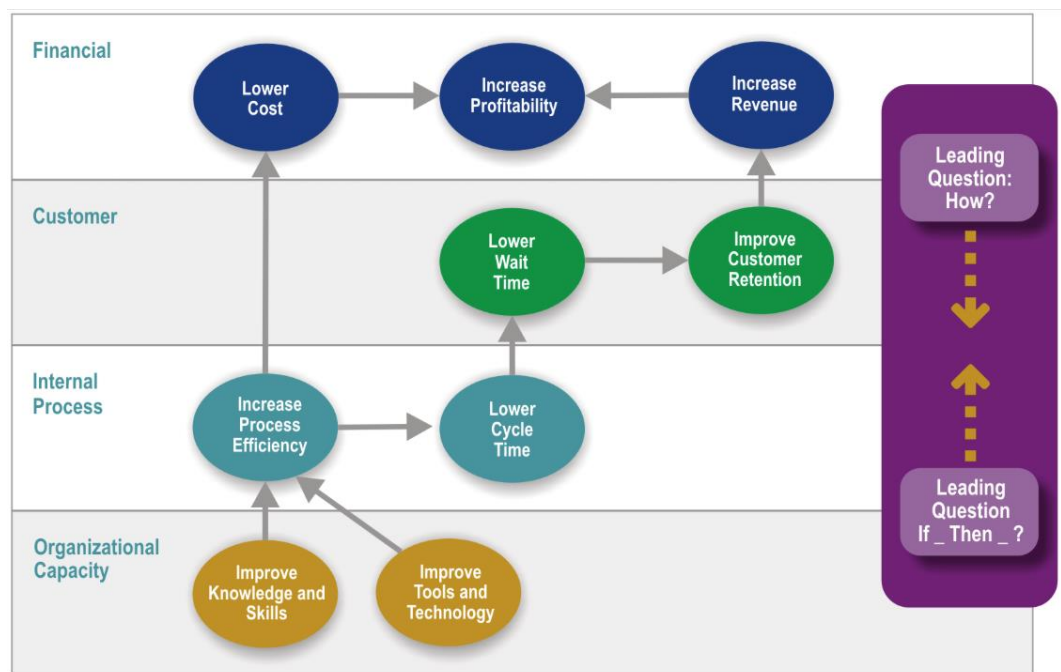 Financial
Lower
Cost
Increase
Profitability
Increase
Revenue
Customer
Lower
Wait
Time
Improve
Customer
Retention
Internal
Process
Increase
Process
Efficiency
Lower
Cycle
Time
Organizational
Capacity
Improve
Knowledge and
Skills
Improve
Tools and
Technology
Leading
Question:
How?
Leading
Question
If _ Then _ ?